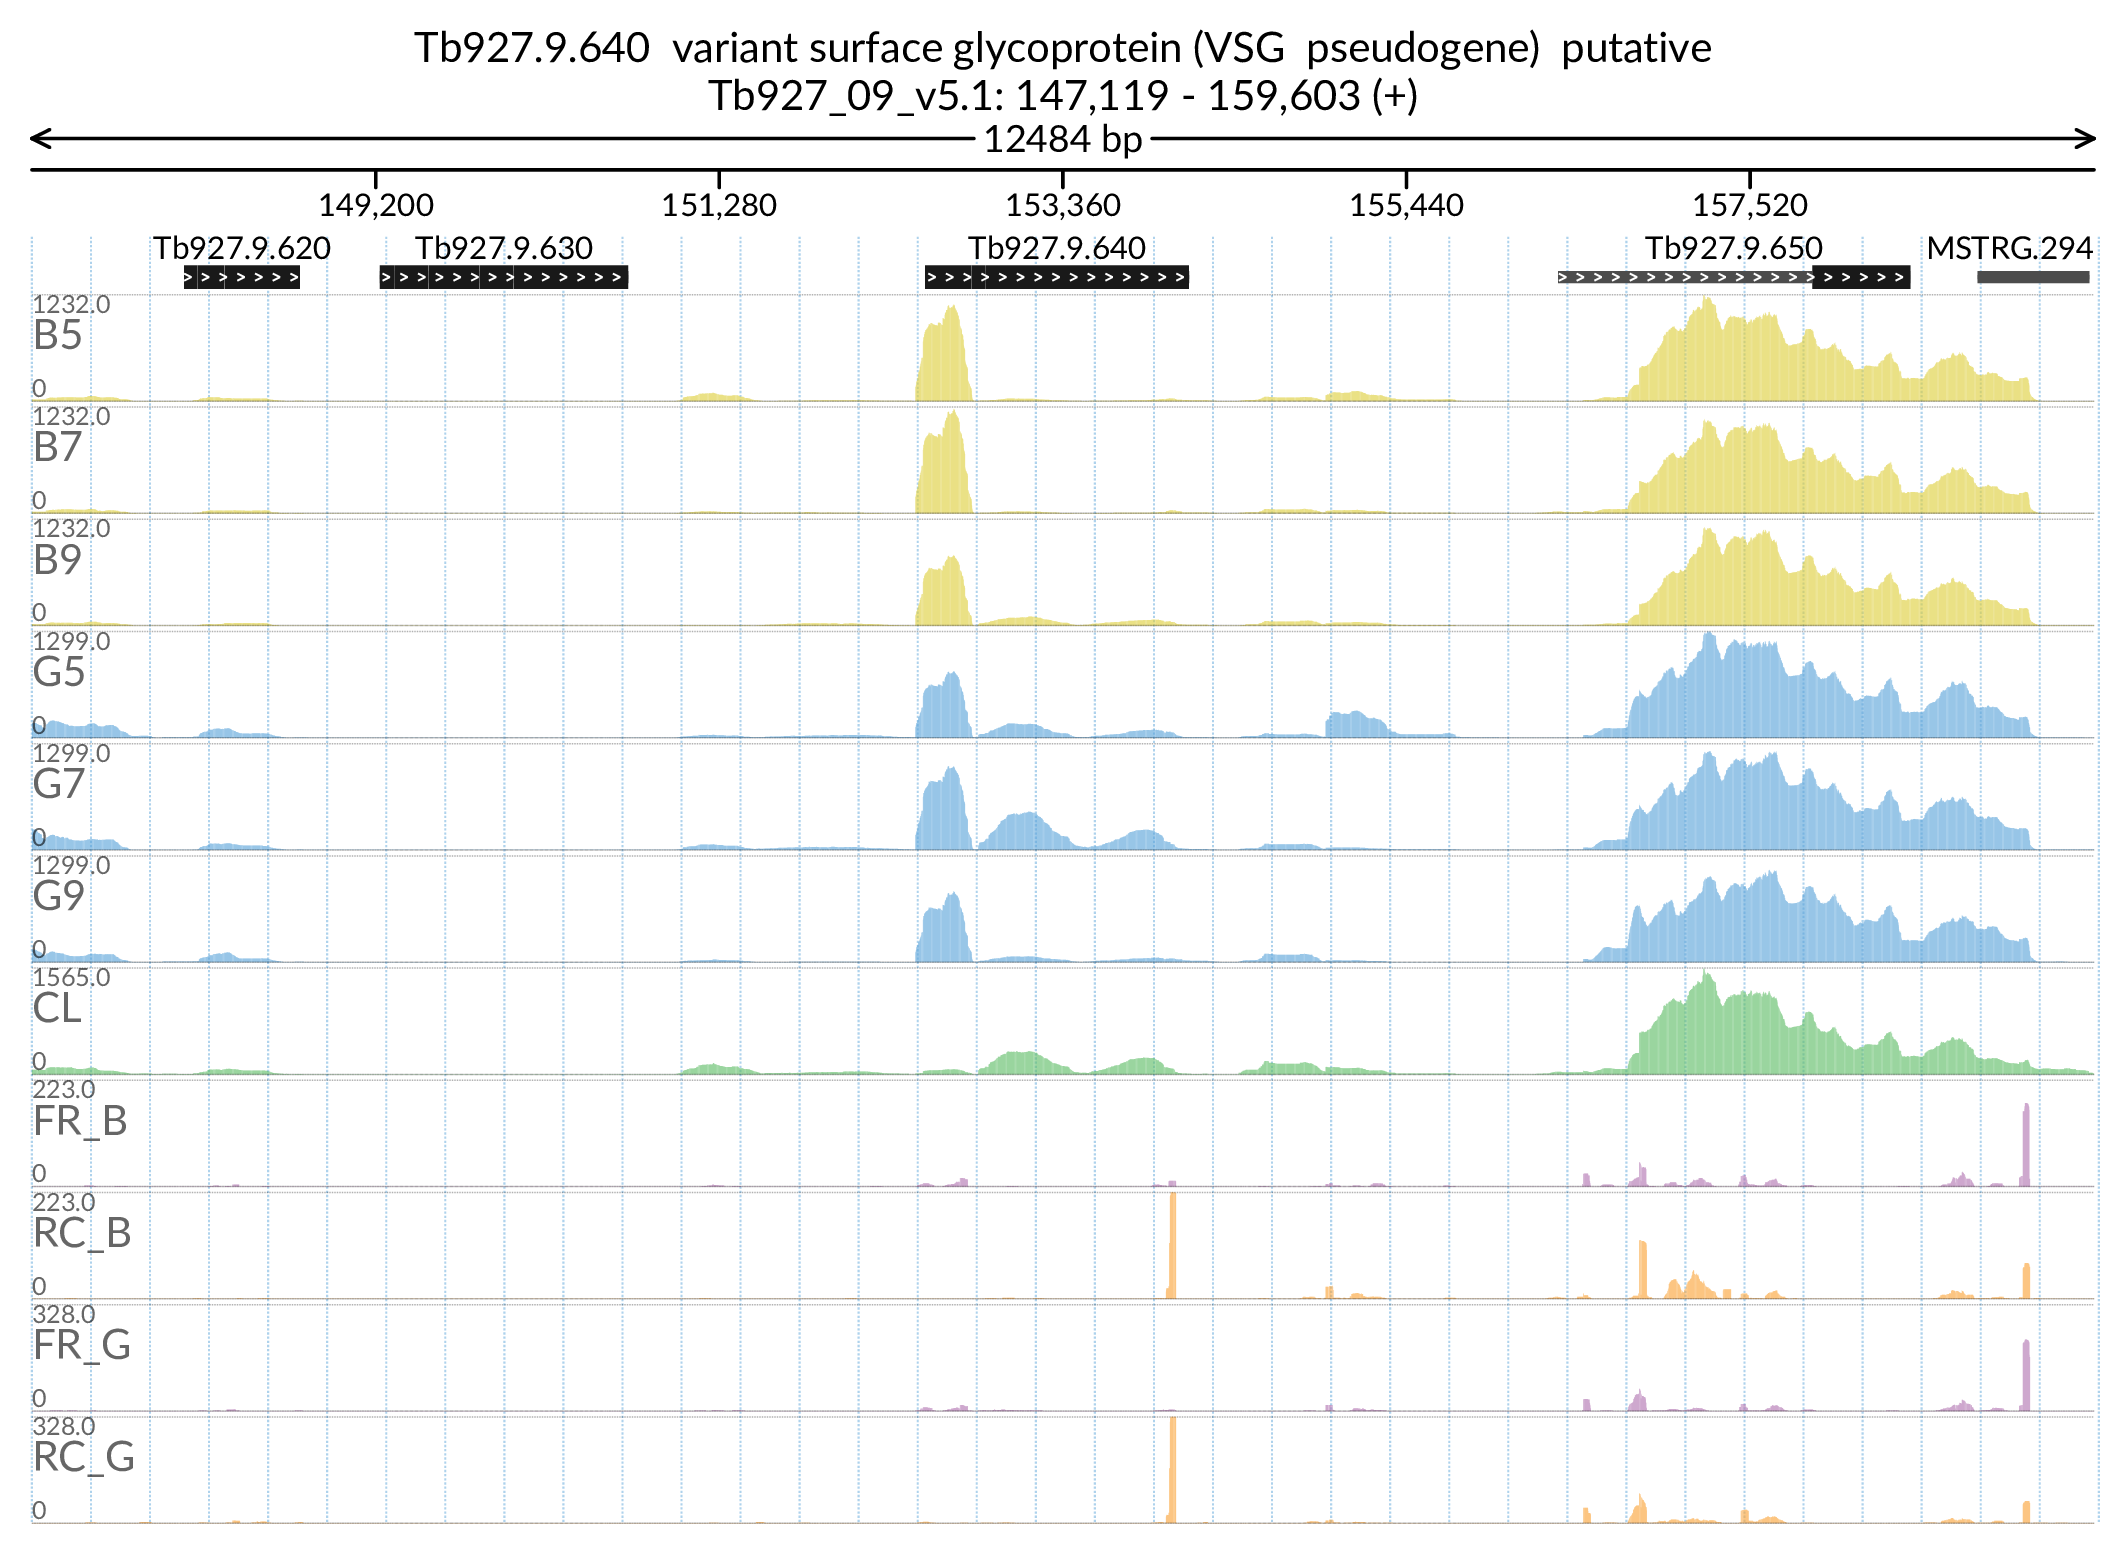 Tb927.9.640 variant surface glycoprotein (VSG pseudogene) putative
Tb927_09_v5.1: 147,119 - 159,603 (+)
12484 bp
149,200 151,280 153,360 155,440 157,520
Tb927.9.620 Tb927.9.630 Tb927.9.640 Tb927.9.650 MSTRG.294
1232.0
B5
0
1232.0
B7
0
1232.0
B9
0
1299.0
G5
0
1299.0
G7
0
1299.0
G9
0
1565.0
CL
0
223.0
FR_B
0
223.0
RC_B
0
328.0
FR_G
0
328.0
RC_G
0